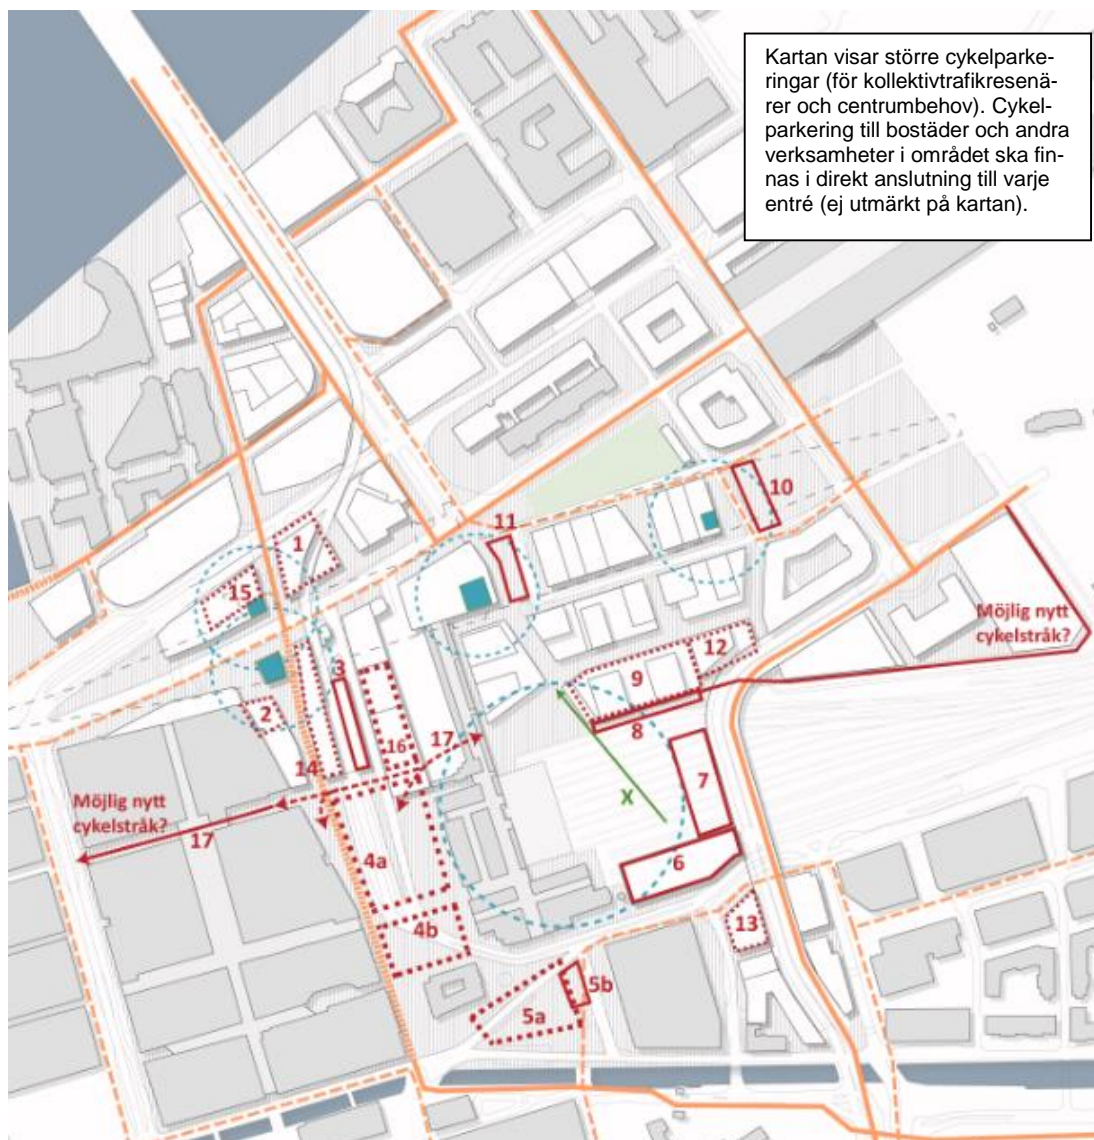 Kartan visar större cykelparke-
ringar (för kollektivtrafikresenä-
rer och centrumbehov). Cykel-
parkering till bostäder och andra
verksamheter i området ska fin-
nas i direkt anslutning till varje
entré (ej utmärkt på kartan).
10
11
1
15
Möjlig nytt
cykelstråk?
12
3
9
2
8
16
17
14
7
X
Möjlig nytt
cykelstråk?
17
4a
6
13
4b
5b
5a